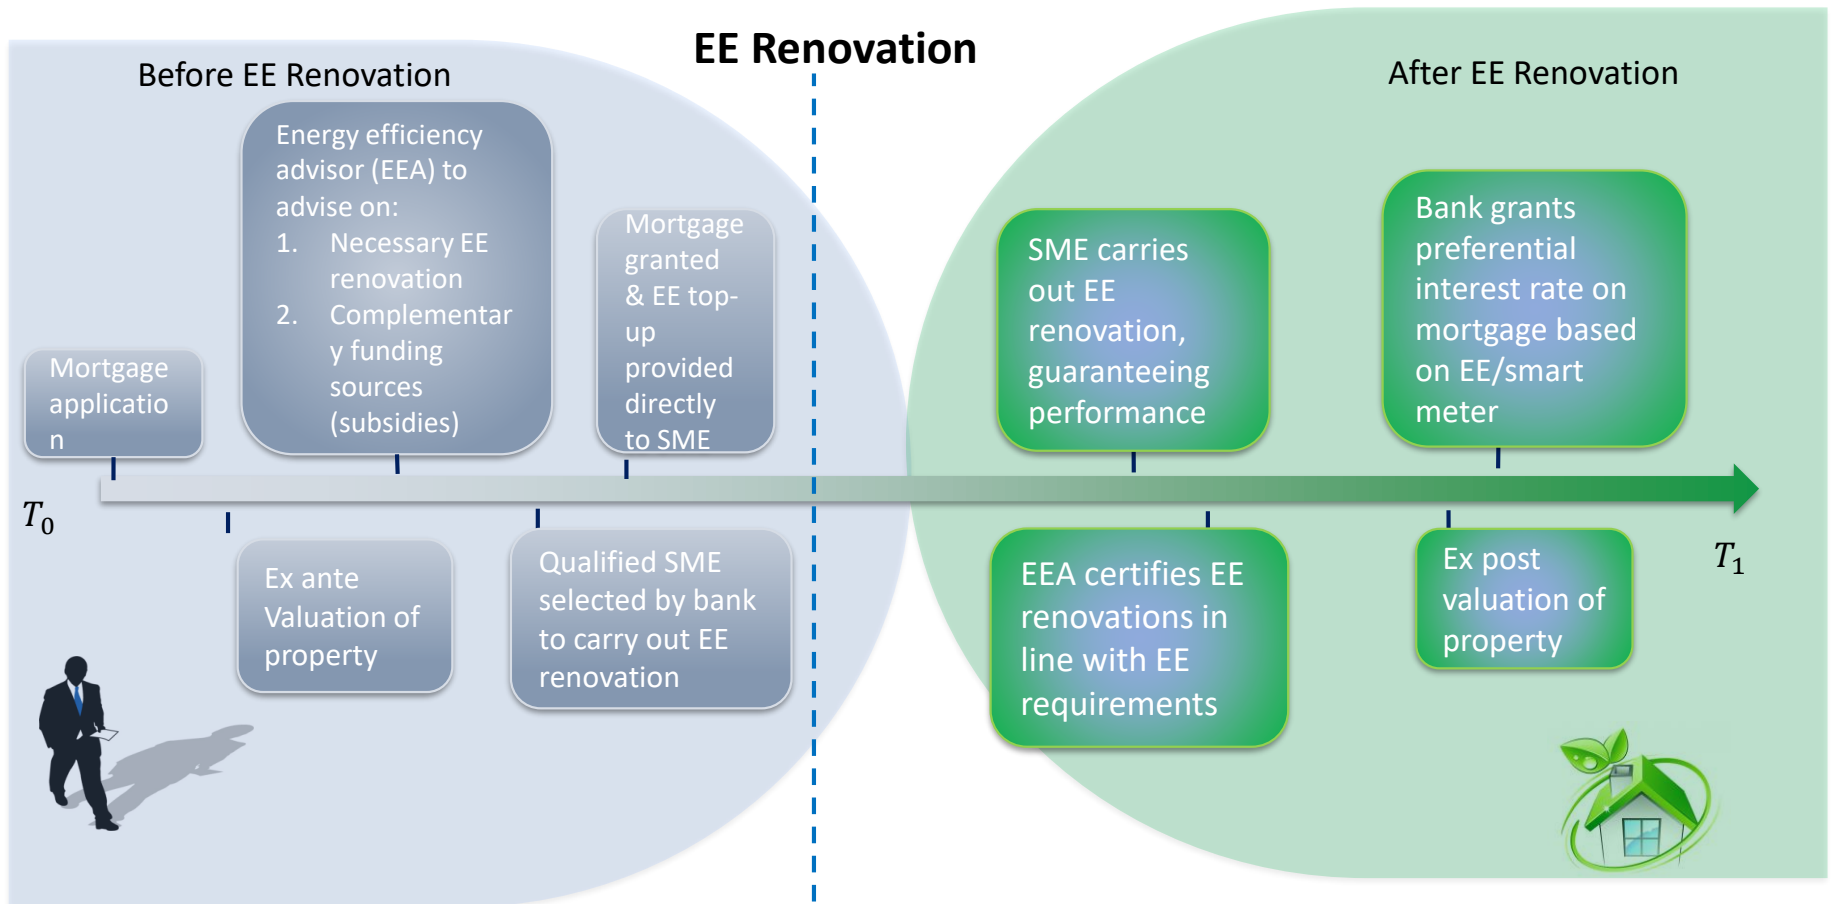 EE Renovation
Before EE Renovation
After EE Renovation
Mortgage
applicatio
n
Energy efficiency
advisor (EEA) to
advise on:
1. Necessary EE
renovation
2. Complementar
y funding
sources
(subsidies)
Mortgage
granted
& EE top-
up
provided
directly
to SME
SME carries
out EE
renovation,
guaranteeing
performance
Bank grants
preferential
interest rate on
mortgage based
on EE/smart
meter
T₀
T₁
Ex ante
Valuation of
property
Qualified SME
selected by bank
to carry out EE
renovation
EEA certifies EE
renovations in
line with EE
requirements
Ex post
valuation of
property